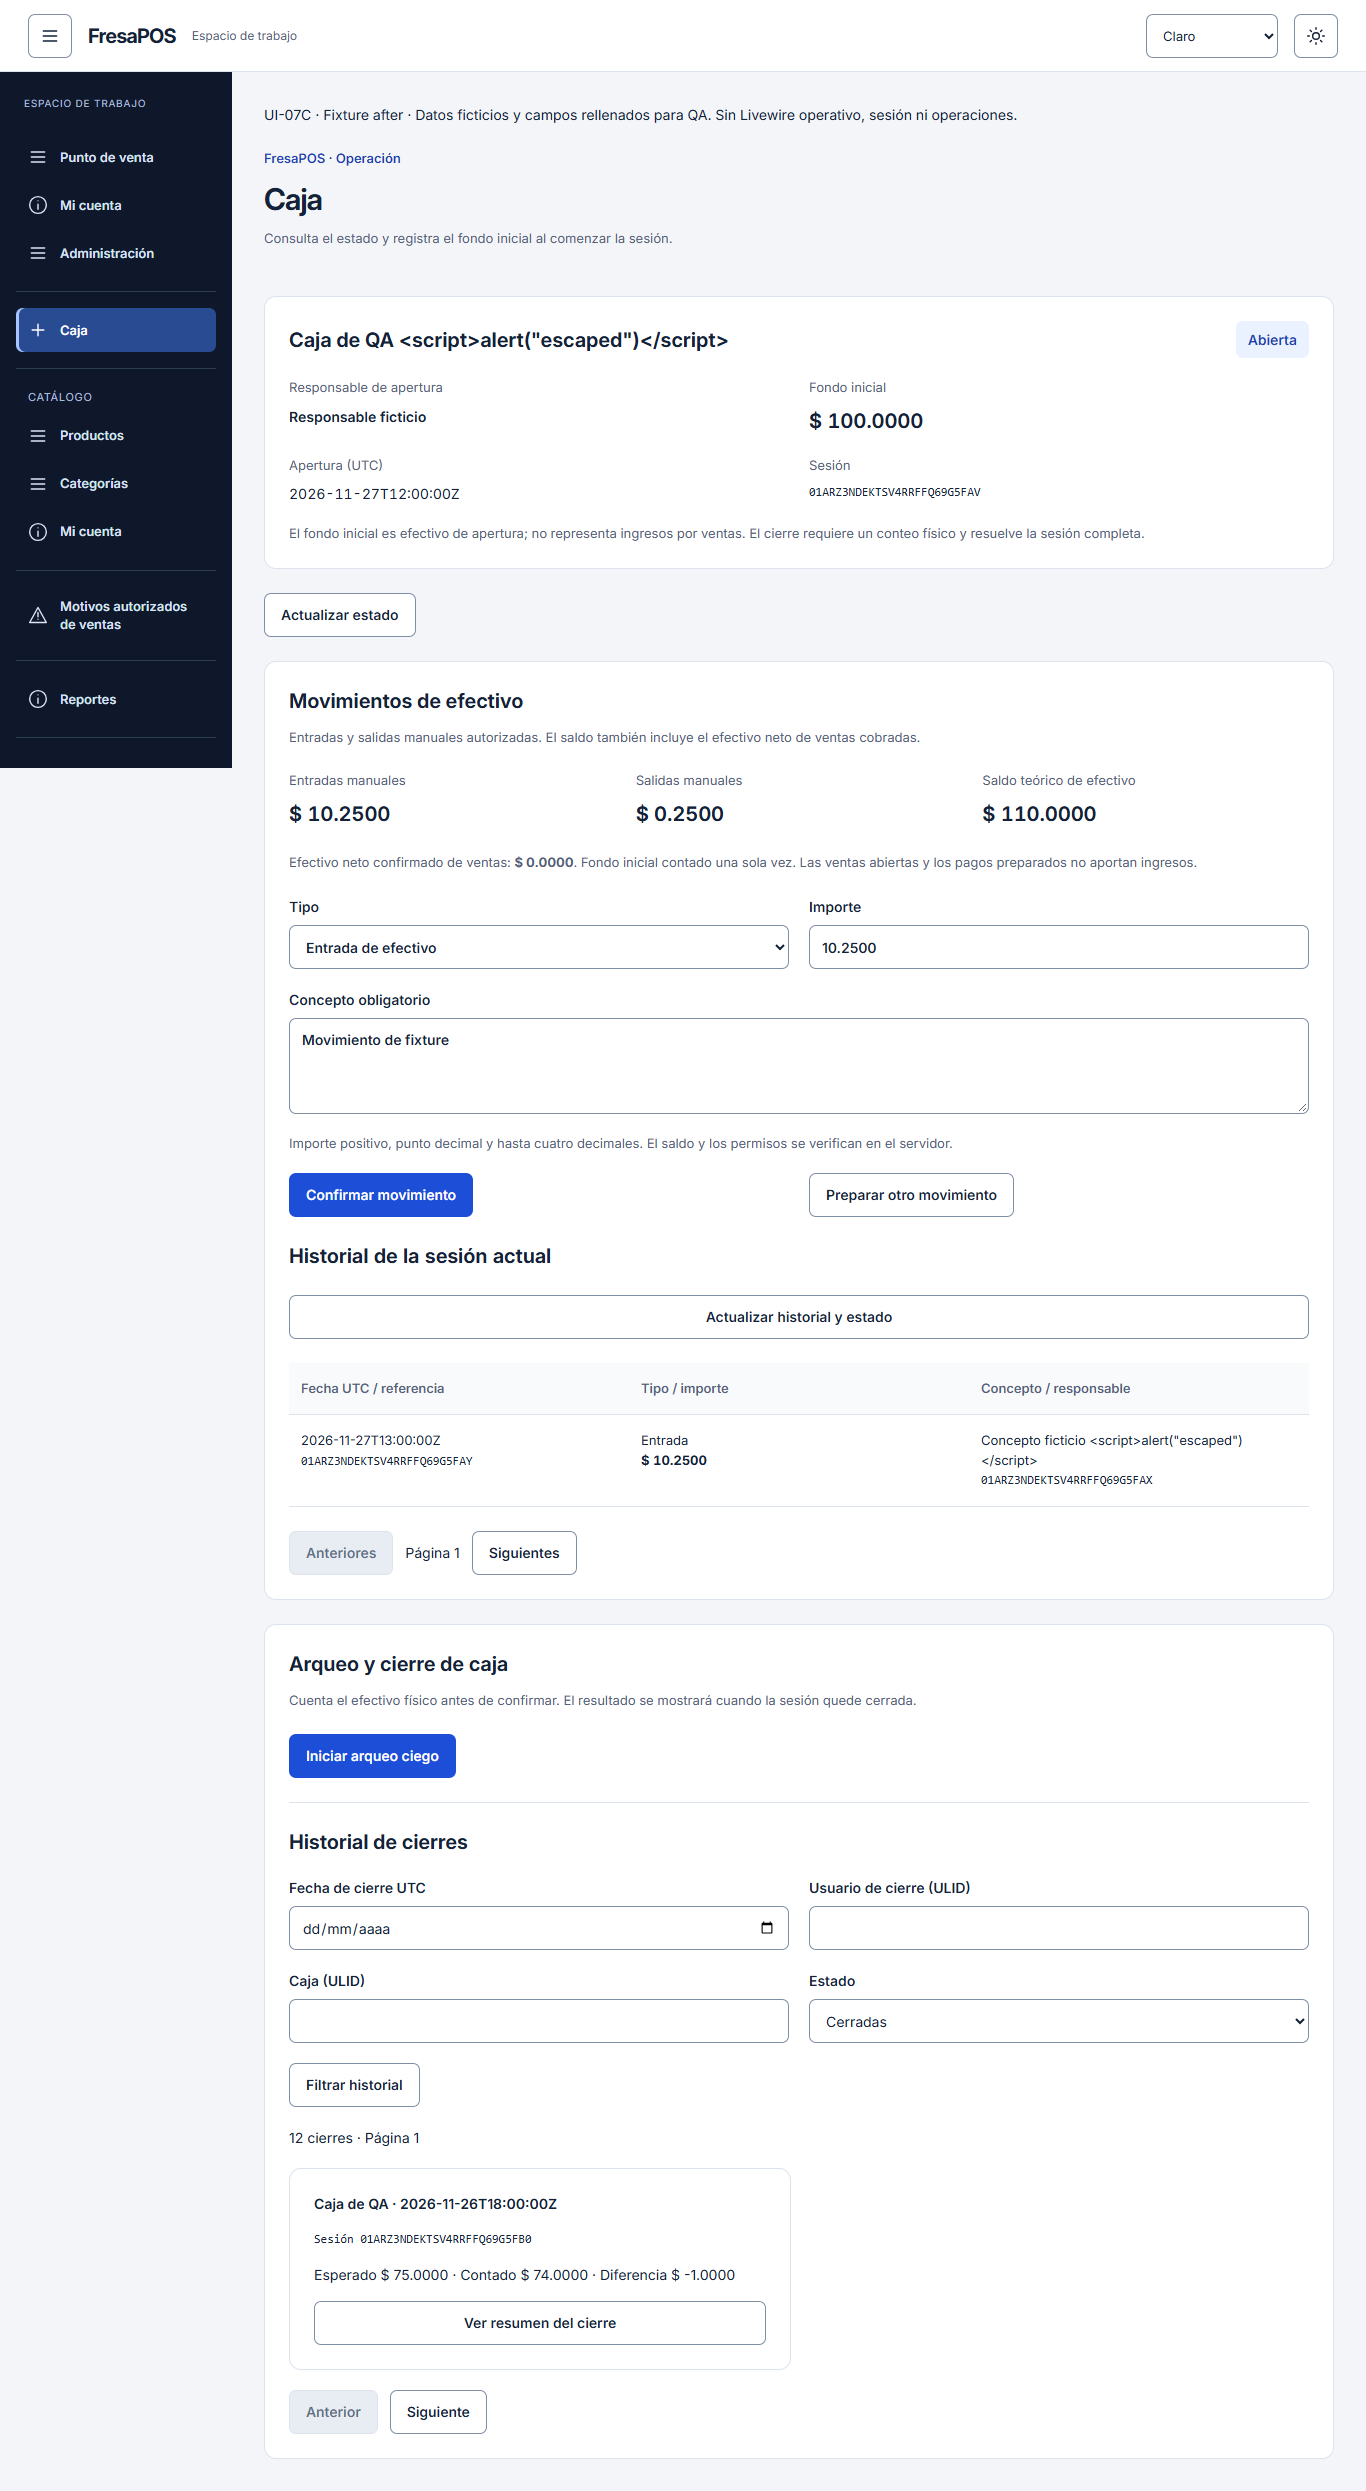 FresaPOS
Espacio de trabajo
Claro
ESPACIO DE TRABAJO
Punto de venta
Mi cuenta
Administración
Caja
CATÁLOGO
Productos
Categorías
Mi cuenta
Motivos autorizados
de ventas
Reportes
UI-07C · Fixture after · Datos ficticios y campos rellenados para QA. Sin Livewire operativo, sesión ni operaciones.
FresaPOS · Operación
Caja
Consulta el estado y registra el fondo inicial al comenzar la sesión.
Caja de QA <script>alert("escaped")</script>
Abierta
Responsable de apertura
Fondo inicial
Responsable ficticio
$ 100.0000
Apertura (UTC)
Sesión
2026-11-27T12:00:00Z
01ARZ3NDEKTSV4RRFFQ69G5FAV
El fondo inicial es efectivo de apertura; no representa ingresos por ventas. El cierre requiere un conteo físico y resuelve la sesión completa.
Actualizar estado
Movimientos de efectivo
Entradas y salidas manuales autorizadas. El saldo también incluye el efectivo neto de ventas cobradas.
Entradas manuales
Salidas manuales
Saldo teórico de efectivo
$ 10.2500
$ 0.2500
$ 110.0000
Efectivo neto confirmado de ventas: $ 0.0000. Fondo inicial contado una sola vez. Las ventas abiertas y los pagos preparados no aportan ingresos.
Tipo
Importe
Entrada de efectivo
10.2500
Concepto obligatorio
Movimiento de fixture
Importe positivo, punto decimal y hasta cuatro decimales. El saldo y los permisos se verifican en el servidor.
Confirmar movimiento
Preparar otro movimiento
Historial de la sesión actual
Actualizar historial y estado
Fecha UTC / referencia
Tipo / importe
Concepto / responsable
2026-11-27T13:00:00Z
01ARZ3NDEKTSV4RRFFQ69G5FAY
Entrada
$ 10.2500
Concepto ficticio <script>alert("escaped")
</script>
01ARZ3NDEKTSV4RRFFQ69G5FAX
Anteriores
Página 1
Siguientes
Arqueo y cierre de caja
Cuenta el efectivo físico antes de confirmar. El resultado se mostrará cuando la sesión quede cerrada.
Iniciar arqueo ciego
Historial de cierres
Fecha de cierre UTC
Usuario de cierre (ULID)
dd/mm/aaaa
Caja (ULID)
Estado
Cerradas
Filtrar historial
12 cierres · Página 1
Caja de QA · 2026-11-26T18:00:00Z
Sesión 01ARZ3NDEKTSV4RRFFQ69G5FB0
Esperado $ 75.0000 · Contado $ 74.0000 · Diferencia $ -1.0000
Ver resumen del cierre
Anterior
Siguiente